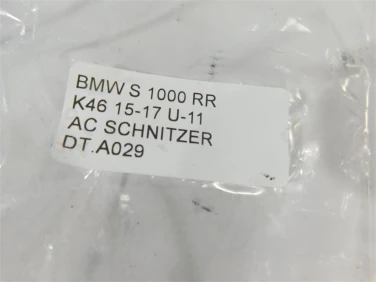 BMW S 1000 RR
K46 15-17 U-11
AC SCHNITZER
DT.A029